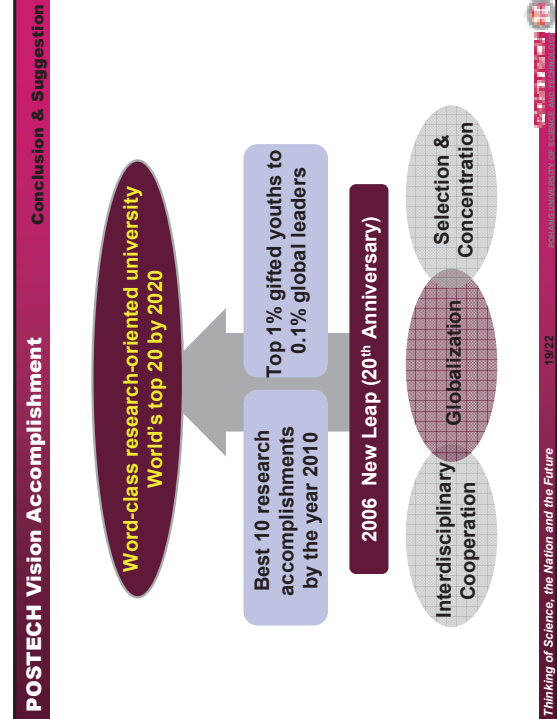 POSTECH Vision Accomplishment
Conclusion & Suggestion
Word-class research-oriented university
World's top 20 by 2020
Best 10 research
accomplishments
by the year 2010
Top 1% gifted youths to
0.1% global leaders
2006 New Leap (20th Anniversary)
Interdisciplinary
Cooperation
Globalization
Selection &
Concentration
Thinking of Science, the Nation and the Future
19/22
POHANG UNIVERSITY OF SCIENCE AND TECHNOLOGY